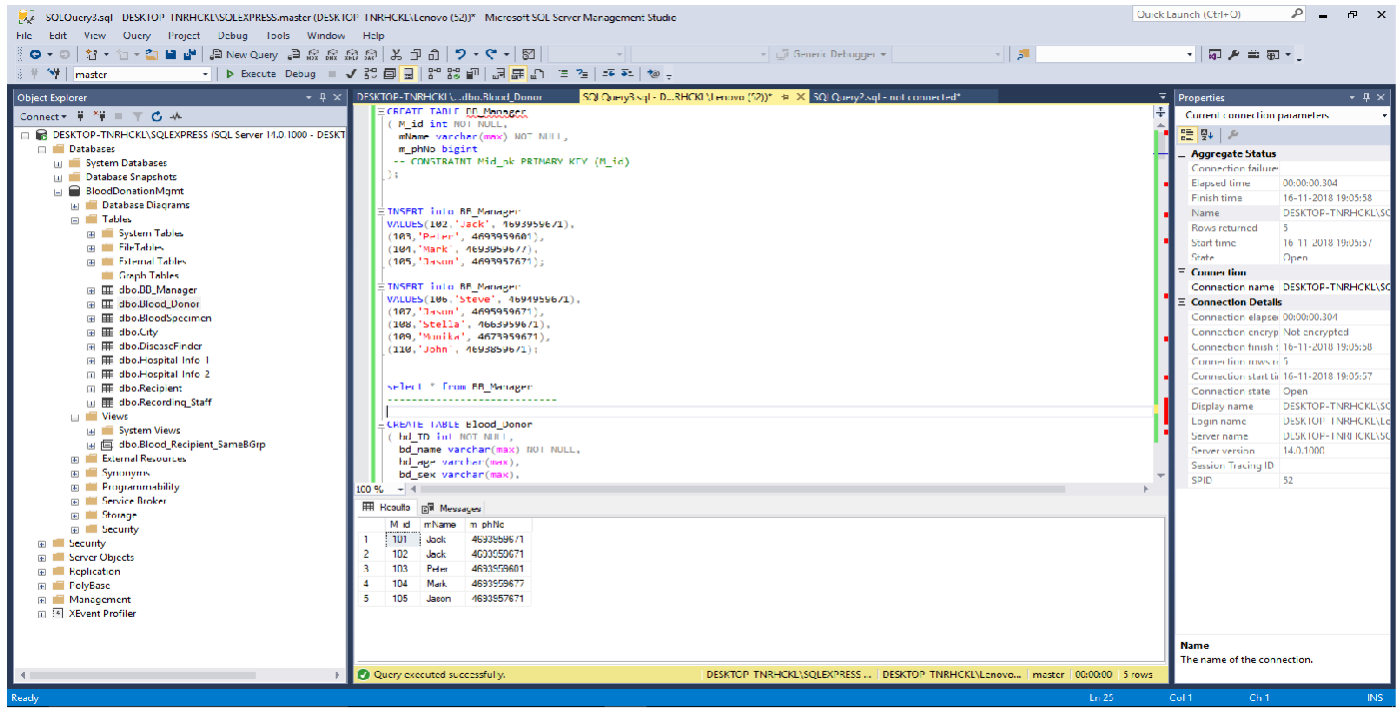 SQLQuery3.sql - DESKTOP-TNRHCKL\SQLEXPRESS.master (DESKTOP-TNRHCKL\Lenovo (52))* - Microsoft SQL Server Management Studio
Quick Launch (Ctrl+Q)
File Edit View Query Project Debug Tools Window Help
New Query
Generic Debugger
master
Execute Debug
Object Explorer
Connect
DESKTOP-TNRHCKL\SQLEXPRESS (SQL Server 14.0.1000 - DESKT
Databases
System Databases
Database Snapshots
BloodDonationMgmt
Database Diagrams
Tables
System Tables
FileTables
External Tables
Graph Tables
dbo.BB_Manager
dbo.Blood_Donor
dbo.BloodSpecimen
dbo.City
dbo.DiseaseFinder
dbo.Hospital_Info_1
dbo.Hospital_Info_2
dbo.Recipient
dbo.Recording_Staff
Views
System Views
dbo.Blood_Recipient_SameBGrp
External Resources
Synonyms
Programmability
Service Broker
Storage
Security
Security
Server Objects
Replication
PolyBase
Management
XEvent Profiler
DESKTOP-TNRHCKL\...dbo.Blood_Donor
SQLQuery3.sql - D...RHCKL\Lenovo (52))*
SQLQuery2.sql - not connected*
CREATE TABLE BB_Manager
( M_id int NOT NULL,
mName varchar(max) NOT NULL,
m_phNo bigint
-- CONSTRAINT Mid_pk PRIMARY KEY (M_id)
);
INSERT into BB_Manager
VALUES(102,'Jack', 4693959671),
(103,'Peter', 4693959601),
(104,'Mark', 4693959677),
(105,'Jason', 4693957671);
INSERT into BB_Manager
VALUES(106,'Steve', 4694959671),
(107,'Jason', 4695959671),
(108,'Stella', 4663959671),
(109,'Monika', 4673959671),
(110,'John', 4693859671);
select * from BB_Manager
----------------------------
CREATE TABLE Blood_Donor
( bd_ID int NOT NULL,
bd_name varchar(max) NOT NULL,
bd_age varchar(max),
bd_sex varchar(max),
100 %
Results Messages
M_id mName m_phNo
1 101 Jack 4693959671
2 102 Jack 4693959671
3 103 Peter 4693959601
4 104 Mark 4693959677
5 105 Jason 4693957671
Query executed successfully.
DESKTOP-TNRHCKL\SQLEXPRESS ... DESKTOP-TNRHCKL\Lenovo... master 00:00:00 5 rows
Properties
Current connection parameters
Aggregate Status
Connection failure
Elapsed time 00:00:00.304
Finish time 16-11-2018 19:05:58
Name DESKTOP-TNRHCKL\SQ
Rows returned 5
Start time 16-11-2018 19:05:57
State Open
Connection
Connection name DESKTOP-TNRHCKL\SQ
Connection Details
Connection elapse 00:00:00.304
Connection encryp Not encrypted
Connection finish t 16-11-2018 19:05:58
Connection rows r 5
Connection start ti 16-11-2018 19:05:57
Connection state Open
Display name DESKTOP-TNRHCKL\SQ
Login name DESKTOP-TNRHCKL\Le
Server name DESKTOP-TNRHCKL\SQ
Server version 14.0.1000
Session Tracing ID
SPID 52
Name
The name of the connection.
Ready
Ln 25 Col 1 Ch 1 INS